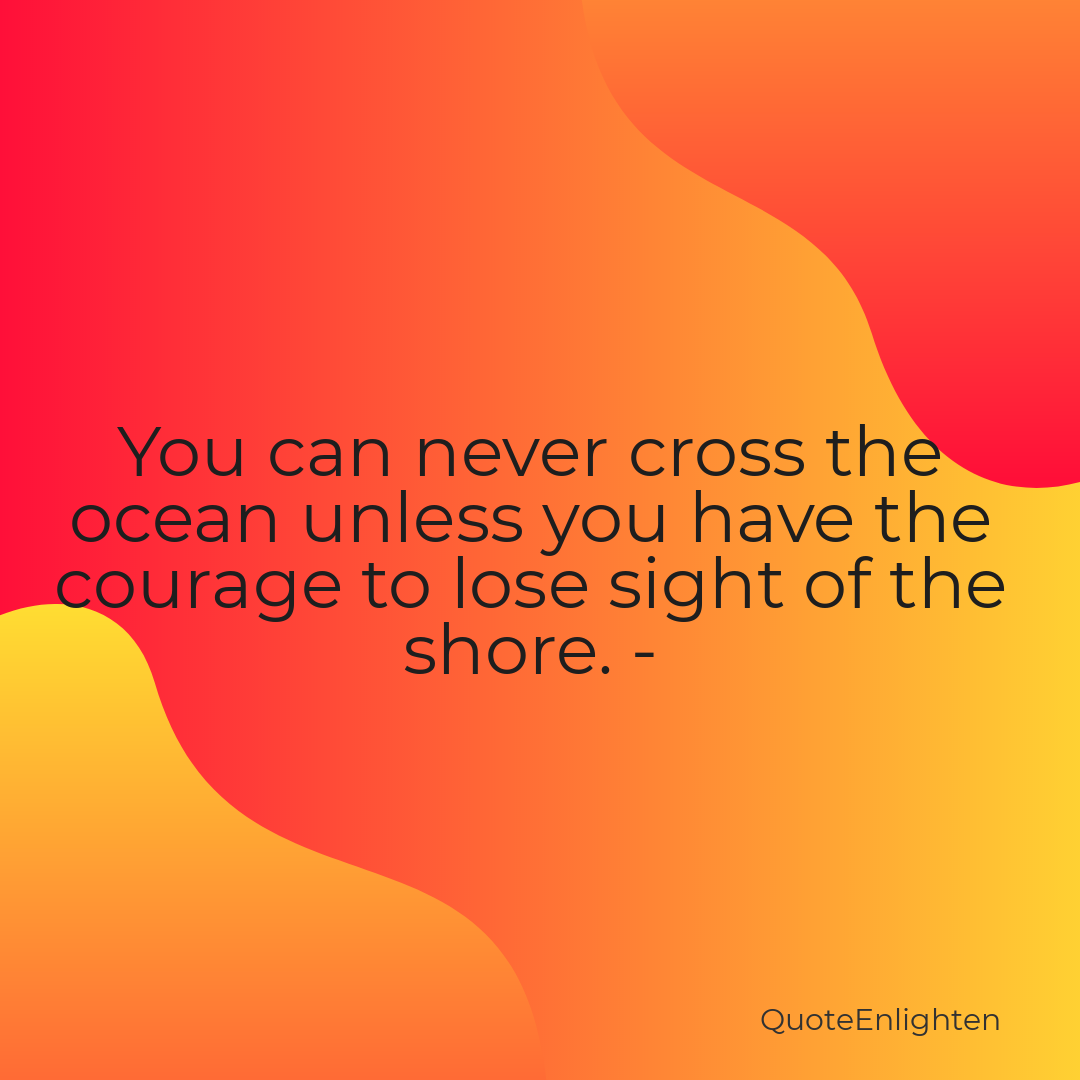 You can never cross the
ocean unless you have the
courage to lose sight of the
shore. -
QuoteEnlighten